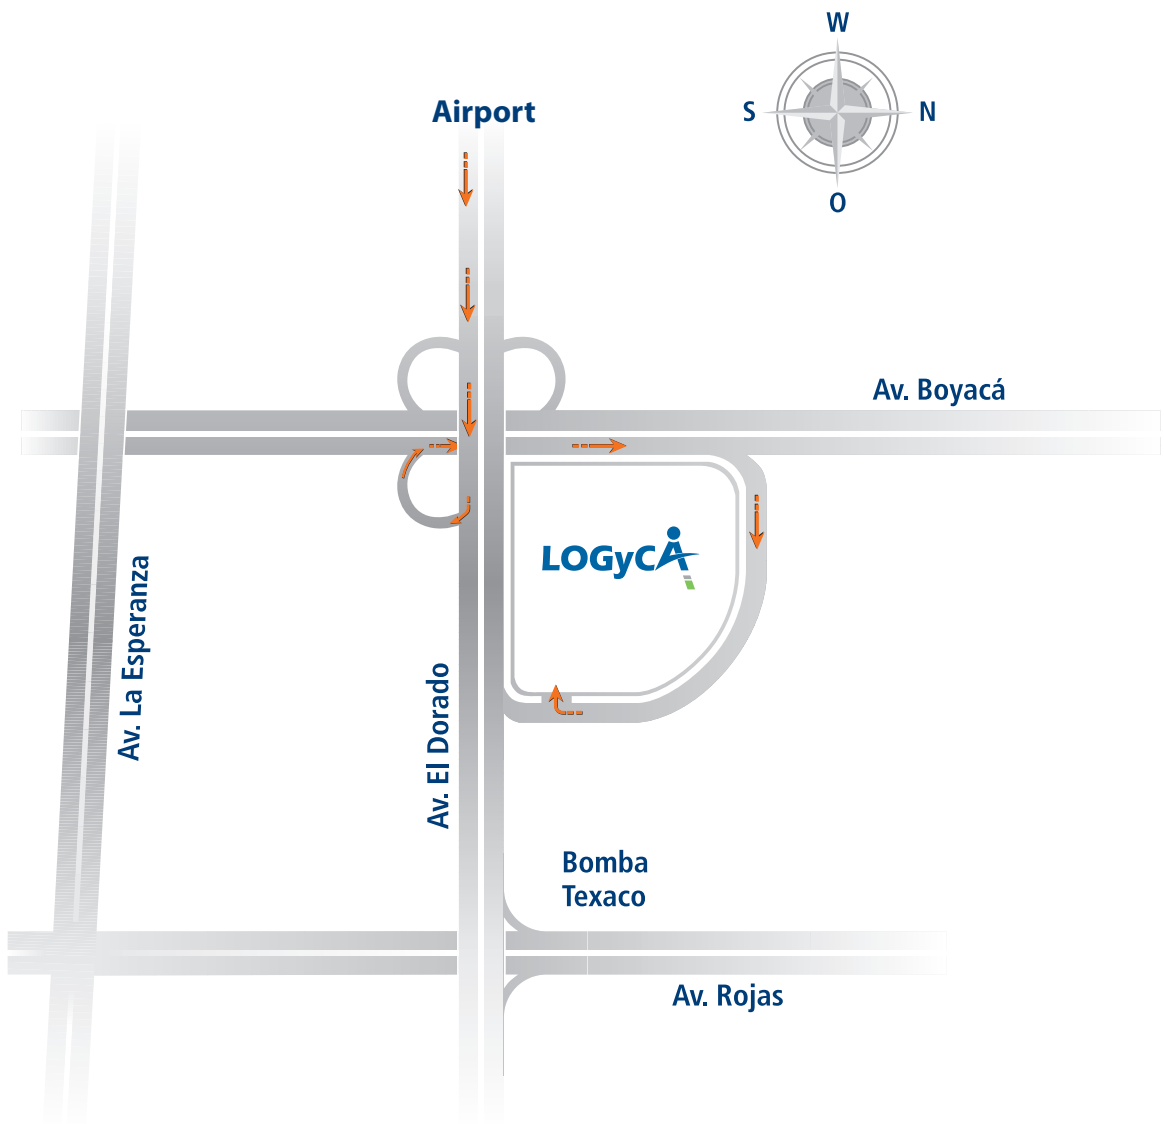 W
Airport
S
N
O
Av. Boyacá
LOGyCA
Av. La Esperanza
Av. El Dorado
Bomba
Texaco
Av. Rojas